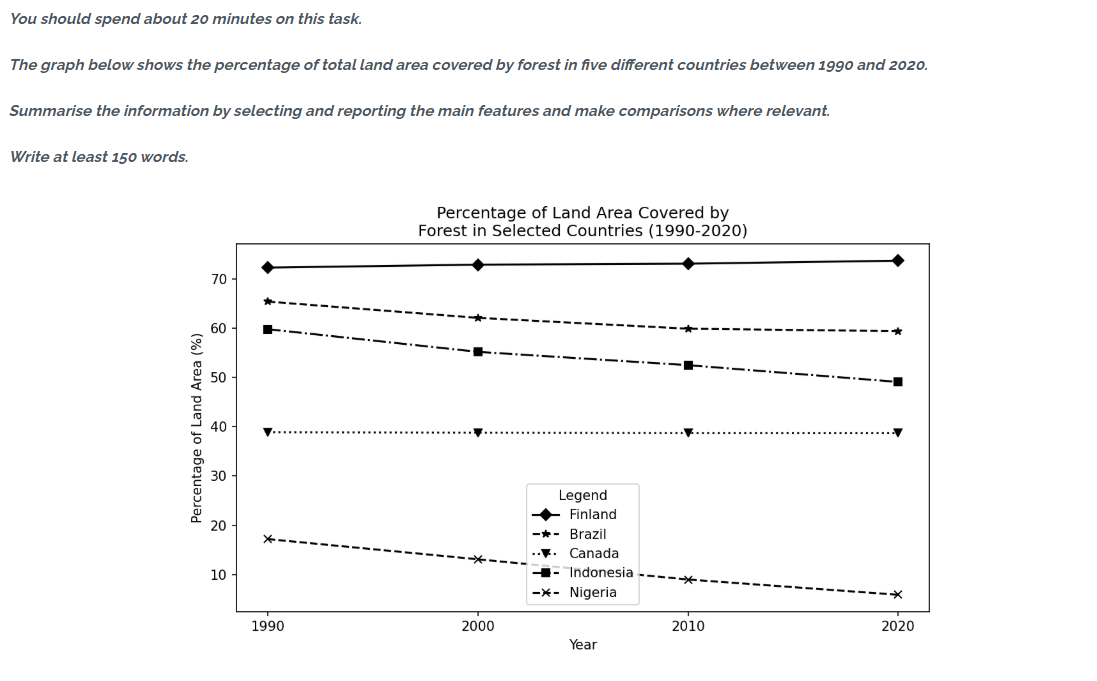 You should spend about 20 minutes on this task.
The graph below shows the percentage of total land area covered by forest in five different countries between 1990 and 2020.
Summarise the information by selecting and reporting the main features and make comparisons where relevant.
Write at least 150 words.
Percentage of Land Area Covered by
Forest in Selected Countries (1990-2020)
Percentage of Land Area (%)
70
60
50
40
30
20
10
Legend
Finland
Brazil
Canada
Indonesia
Nigeria
1990 2000 2010 2020
Year